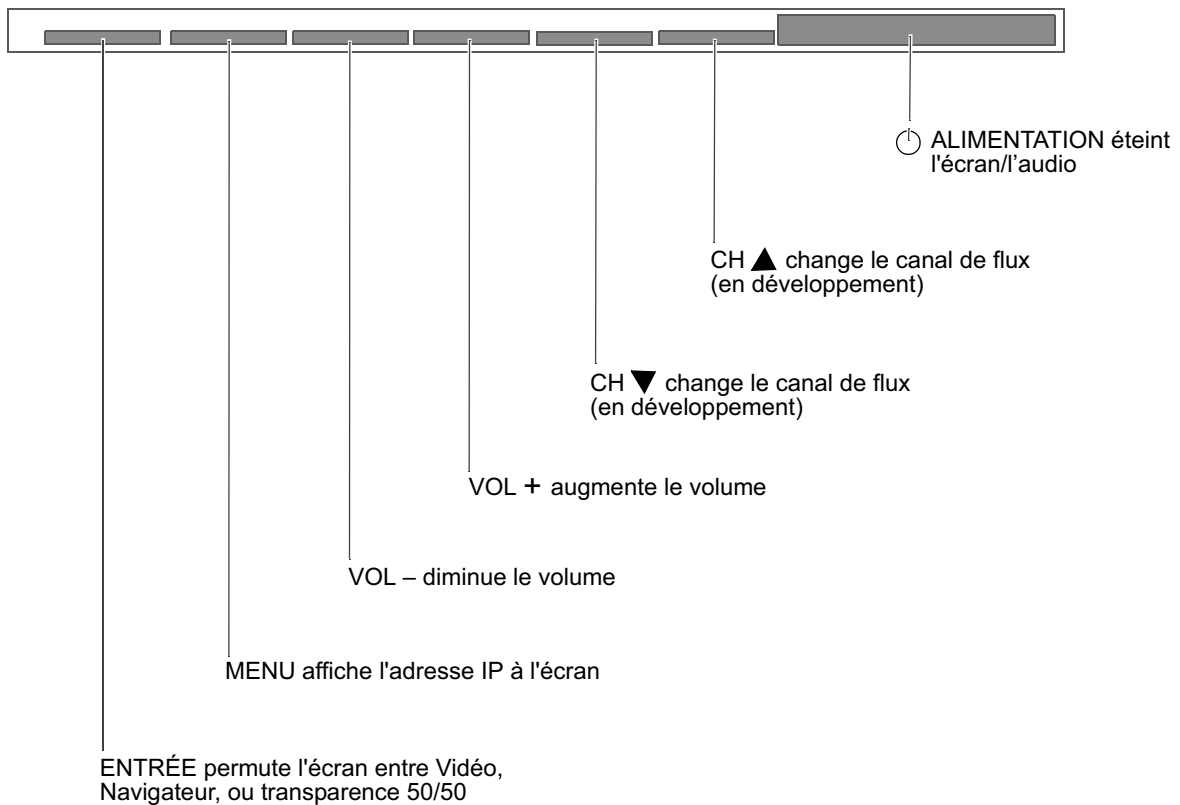 ALIMENTATION éteint
l'écran/l’audio
CH ▲ change le canal de flux
(en développement)
CH ▼ change le canal de flux
(en développement)
VOL + augmente le volume
VOL – diminue le volume
MENU affiche l'adresse IP à l'écran
ENTRÉE permute l'écran entre Vidéo,
Navigateur, ou transparence 50/50